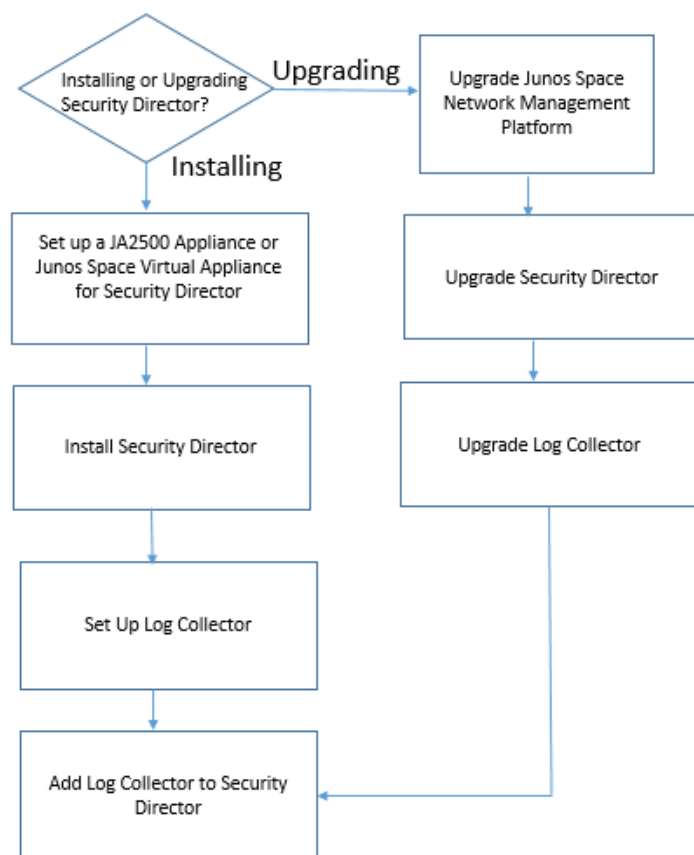 Installing or Upgrading
Security Director?
Upgrading
Upgrade Junos Space
Network Management
Platform
Installing
Set up a JA2500 Appliance or
Junos Space Virtual Appliance
for Security Director
Upgrade Security Director
Install Security Director
Upgrade Log Collector
Set Up Log Collector
Add Log Collector to Security
Director